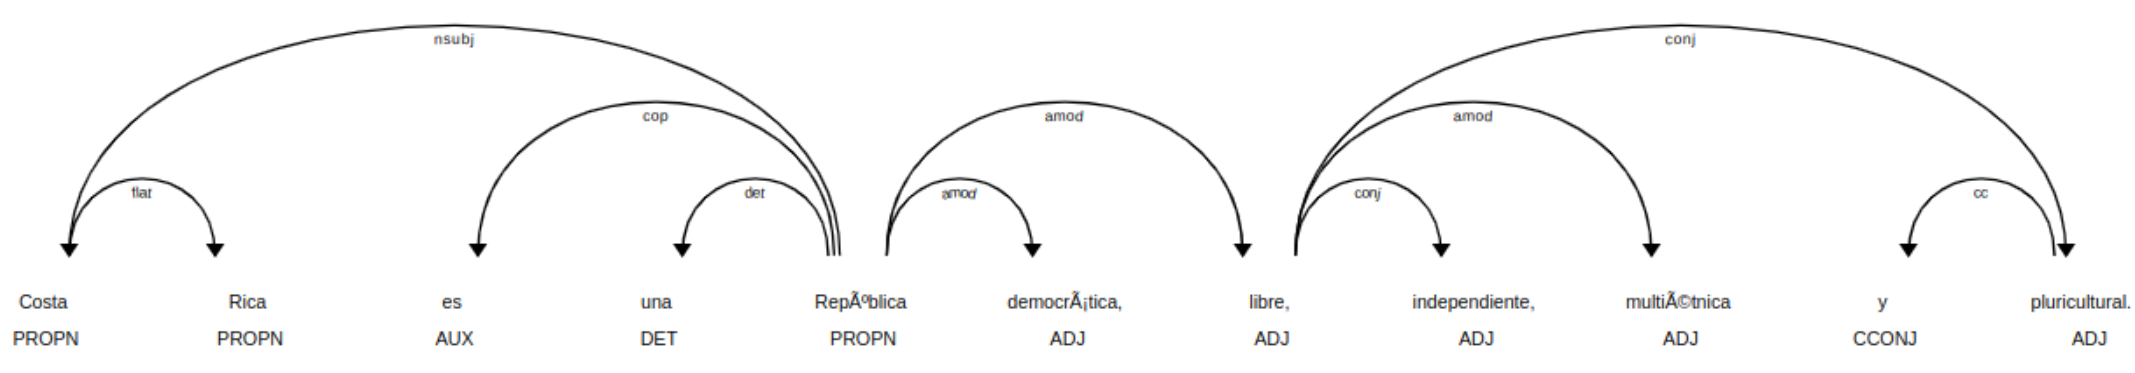 nsubj conj
cop amod amod
flat det amod conj cc
Costa Rica es una RepÃºblica democrÃ¡tica, libre, independiente, multiÃ©tnica y pluricultural.
PROPN PROPN AUX DET PROPN ADJ ADJ ADJ ADJ CCONJ ADJ